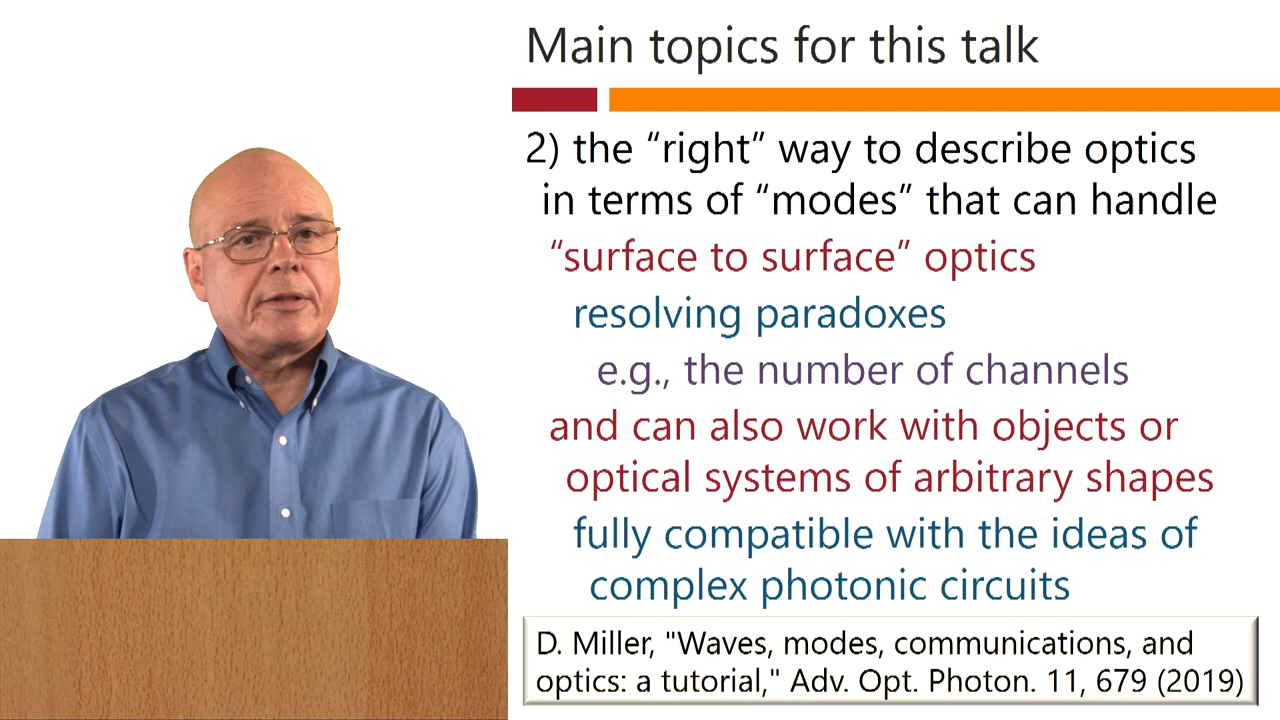 Main topics for this talk
2) the “right” way to describe optics
in terms of “modes” that can handle
“surface to surface” optics
resolving paradoxes
e.g., the number of channels
and can also work with objects or
optical systems of arbitrary shapes
fully compatible with the ideas of
complex photonic circuits
D. Miller, "Waves, modes, communications, and
optics: a tutorial," Adv. Opt. Photon. 11, 679 (2019)